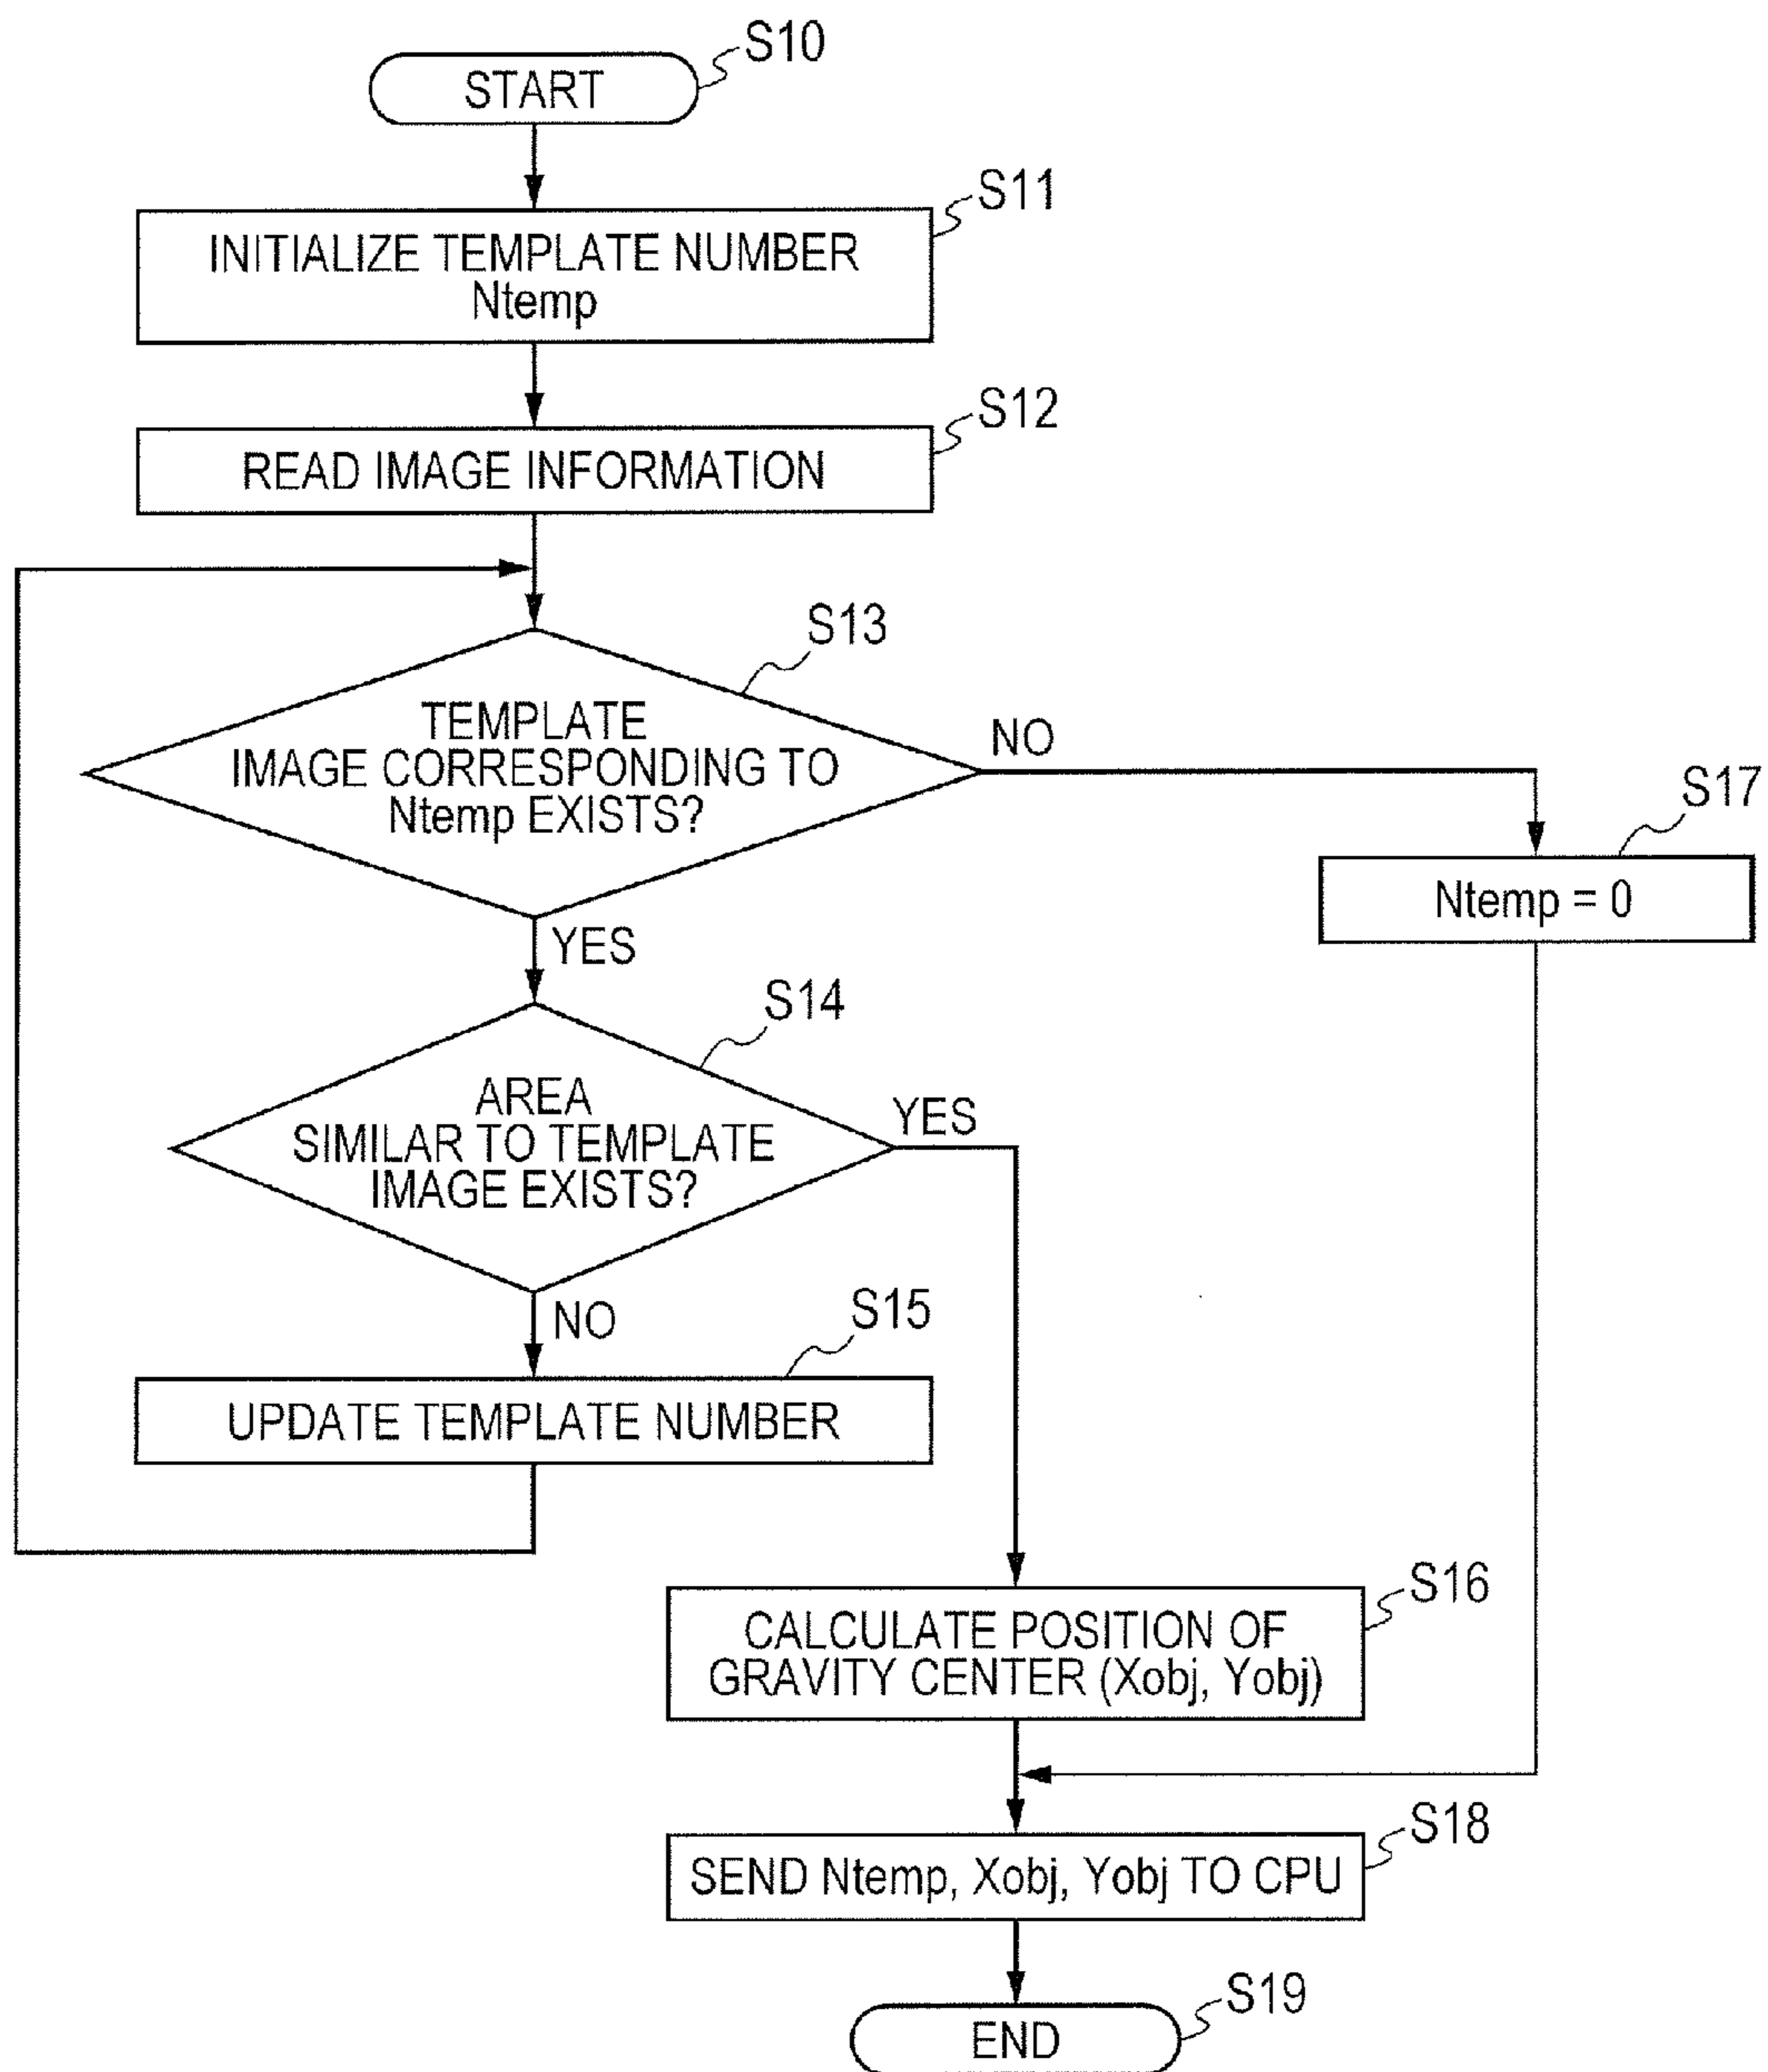 S10
START
S11
INITIALIZE TEMPLATE NUMBER
Ntemp
S12
READ IMAGE INFORMATION
S13
TEMPLATE
IMAGE CORRESPONDING TO
Ntemp EXISTS?
NO
S17
Ntemp = 0
YES
S14
AREA
SIMILAR TO TEMPLATE
IMAGE EXISTS?
YES
NO
S15
UPDATE TEMPLATE NUMBER
S16
CALCULATE POSITION OF
GRAVITY CENTER (Xobj, Yobj)
S18
SEND Ntemp, Xobj, Yobj TO CPU
S19
END